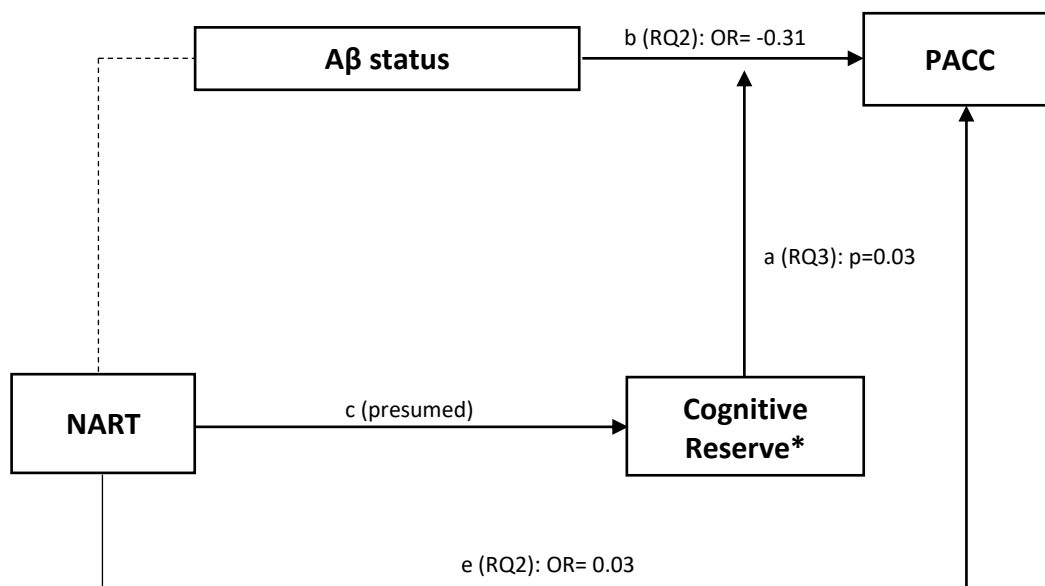 b (RQ2): OR= -0.31
Aβ status
PACC
a (RQ3): p=0.03
c (presumed)
NART
Cognitive
Reserve*
e (RQ2): OR= 0.03